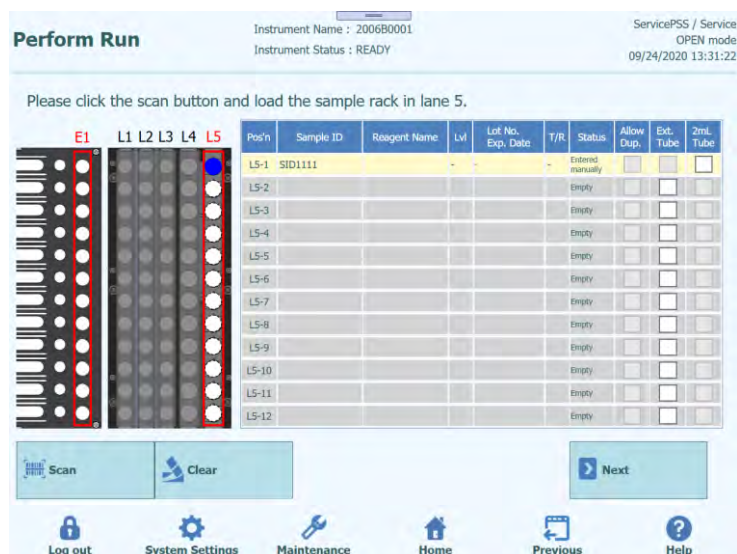 Perform Run
Instrument Name : 2006B0001
Instrument Status : READY
ServicePSS / Service
OPEN mode
09/24/2020 13:31:22
Please click the scan button and load the sample rack in lane 5.
E1 L1 L2 L3 L4 L5
Pos'n Sample ID Reagent Name Lvl Lot No. Exp. Date T/R Status Allow Dup. Ext. Tube 2mL Tube
L5-1 SID1111 - - - Entered manually
L5-2 Empty
L5-3 Empty
L5-4 Empty
L5-5 Empty
L5-6 Empty
L5-7 Empty
L5-8 Empty
L5-9 Empty
L5-10 Empty
L5-11 Empty
L5-12 Empty
Scan Clear Next
Log out System Settings Maintenance Home Previous Help